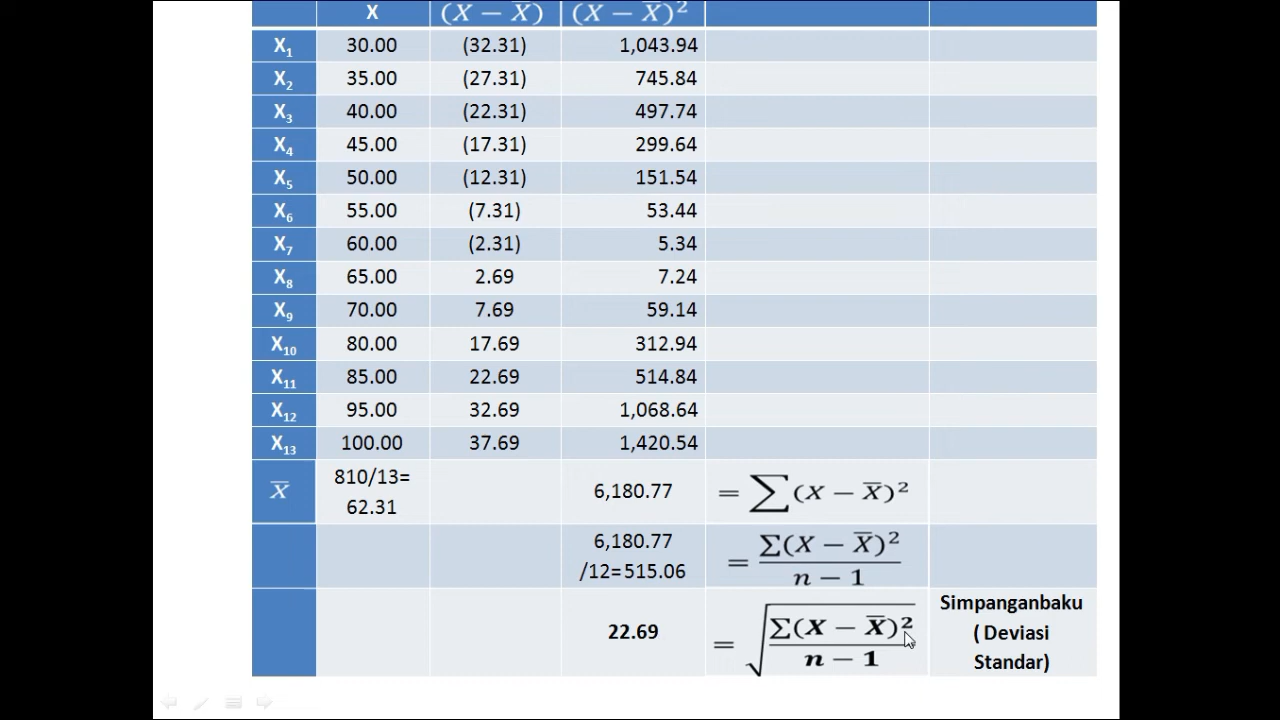 X (X − X̅) (X − X̅)²
X₁ 30.00 (32.31) 1,043.94
X₂ 35.00 (27.31) 745.84
X₃ 40.00 (22.31) 497.74
X₄ 45.00 (17.31) 299.64
X₅ 50.00 (12.31) 151.54
X₆ 55.00 (7.31) 53.44
X₇ 60.00 (2.31) 5.34
X₈ 65.00 2.69 7.24
X₉ 70.00 7.69 59.14
X₁₀ 80.00 17.69 312.94
X₁₁ 85.00 22.69 514.84
X₁₂ 95.00 32.69 1,068.64
X₁₃ 100.00 37.69 1,420.54
X̅ 810/13=
62.31
6,180.77 = ∑(X − X̅)²
6,180.77
/12=515.06
= Σ(X − X̅)² / n − 1
22.69 = √(Σ(X − X̅)² / n − 1)
Simpanganbaku
( Deviasi
Standar)